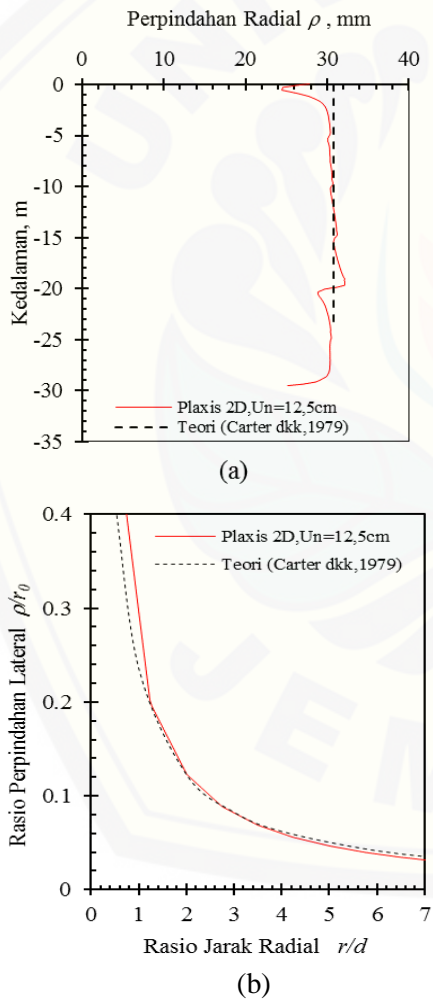 Perpindahan Radial ρ , mm
0 10 20 30 40
0
-5
-10
-15
-20
-25
-30
-35
Kedalaman, m
Plaxis 2D,Un=12,5cm
Teori (Carter dkk,1979)
(a)
0.4
0.3
0.2
0.1
0
Rasio Perpindahan Lateral ρ/r₀
Plaxis 2D,Un=12,5cm
Teori (Carter dkk,1979)
0 1 2 3 4 5 6 7
Rasio Jarak Radial r/d
(b)